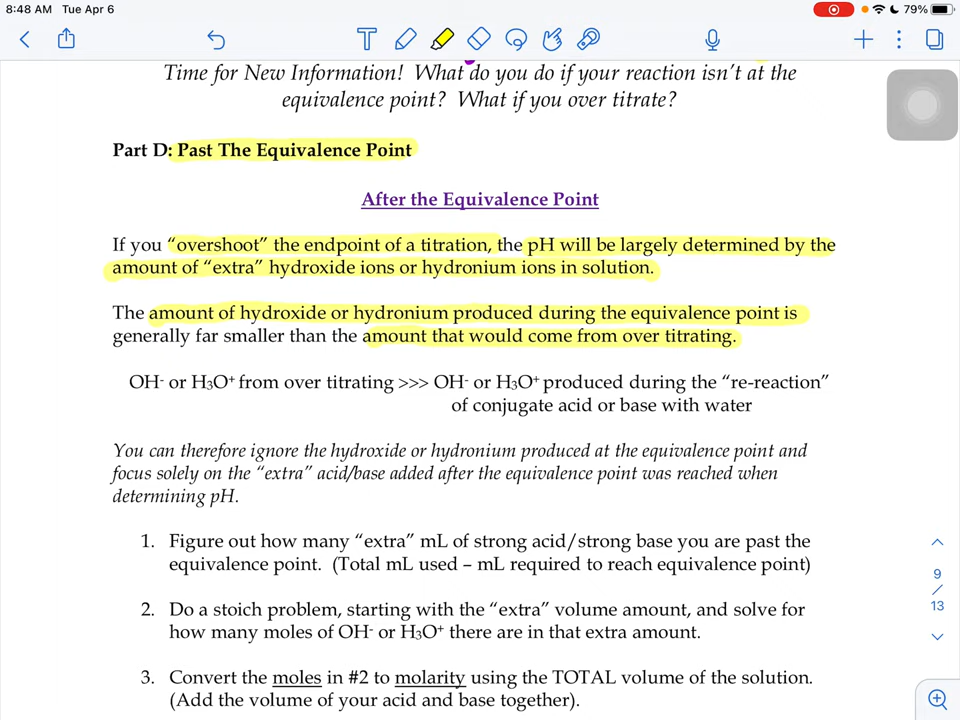 8:48 AM Tue Apr 6
79%
Time for New Information! What do you do if your reaction isn't at the
equivalence point? What if you over titrate?
Part D: Past The Equivalence Point
After the Equivalence Point
If you “overshoot” the endpoint of a titration, the pH will be largely determined by the
amount of “extra” hydroxide ions or hydronium ions in solution.
The amount of hydroxide or hydronium produced during the equivalence point is
generally far smaller than the amount that would come from over titrating.
OH- or H3O+ from over titrating >>> OH- or H3O+ produced during the “re-reaction”
of conjugate acid or base with water
You can therefore ignore the hydroxide or hydronium produced at the equivalence point and
focus solely on the “extra” acid/base added after the equivalence point was reached when
determining pH.
1. Figure out how many “extra” mL of strong acid/strong base you are past the
equivalence point. (Total mL used – mL required to reach equivalence point)
2. Do a stoich problem, starting with the “extra” volume amount, and solve for
how many moles of OH- or H3O+ there are in that extra amount.
3. Convert the moles in #2 to molarity using the TOTAL volume of the solution.
(Add the volume of your acid and base together).
9
/
13